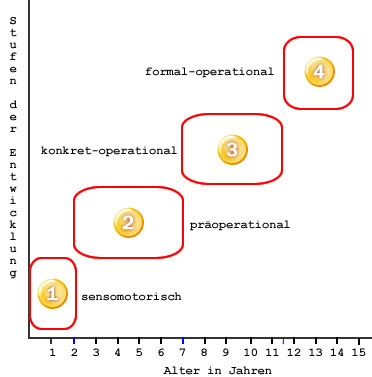 Stufen der Entwicklung
formal-operational
4
konkret-operational
3
2
präoperational
1
sensomotorisch
1 2 3 4 5 6 7 8 9 10 11 12 13 14 15
Alter in Jahren